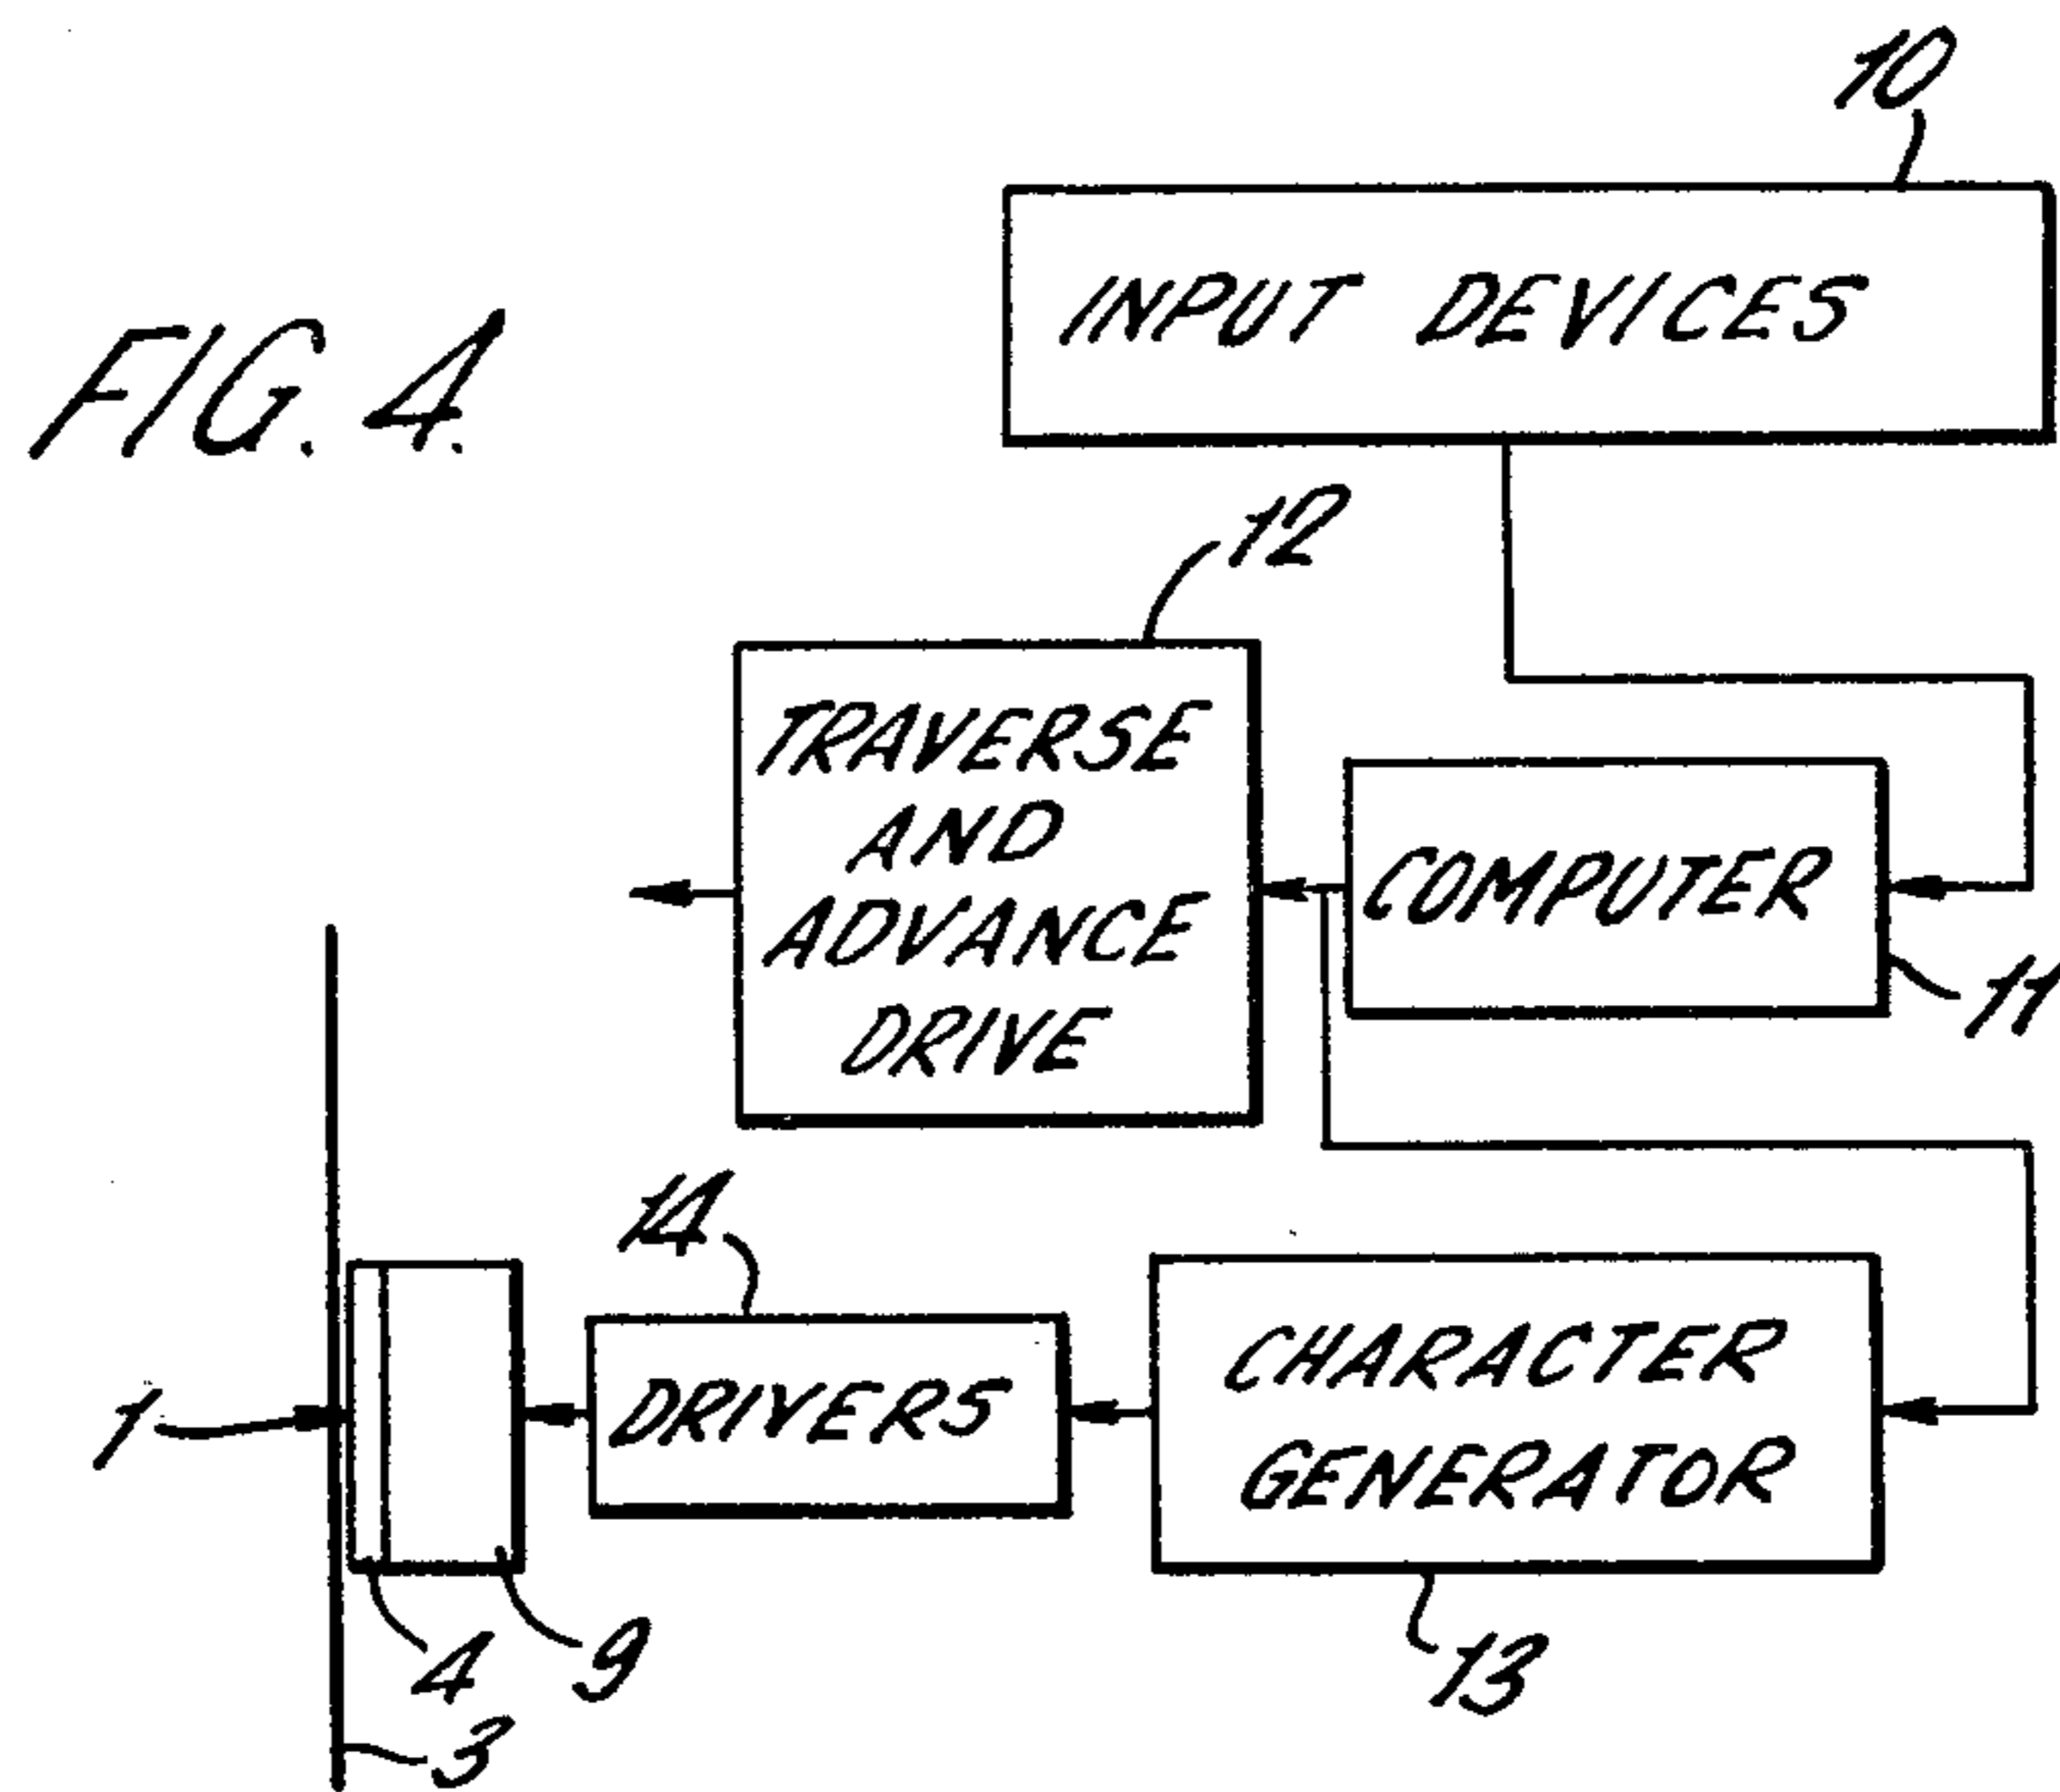 10
INPUT DEVICES
FIG. 4.
12
TRAVERSE
AND
ADVANCE
DRIVE
COMPUTER
11
14
DRIVERS
CHARACTER
GENERATOR
1
4
9
13
3